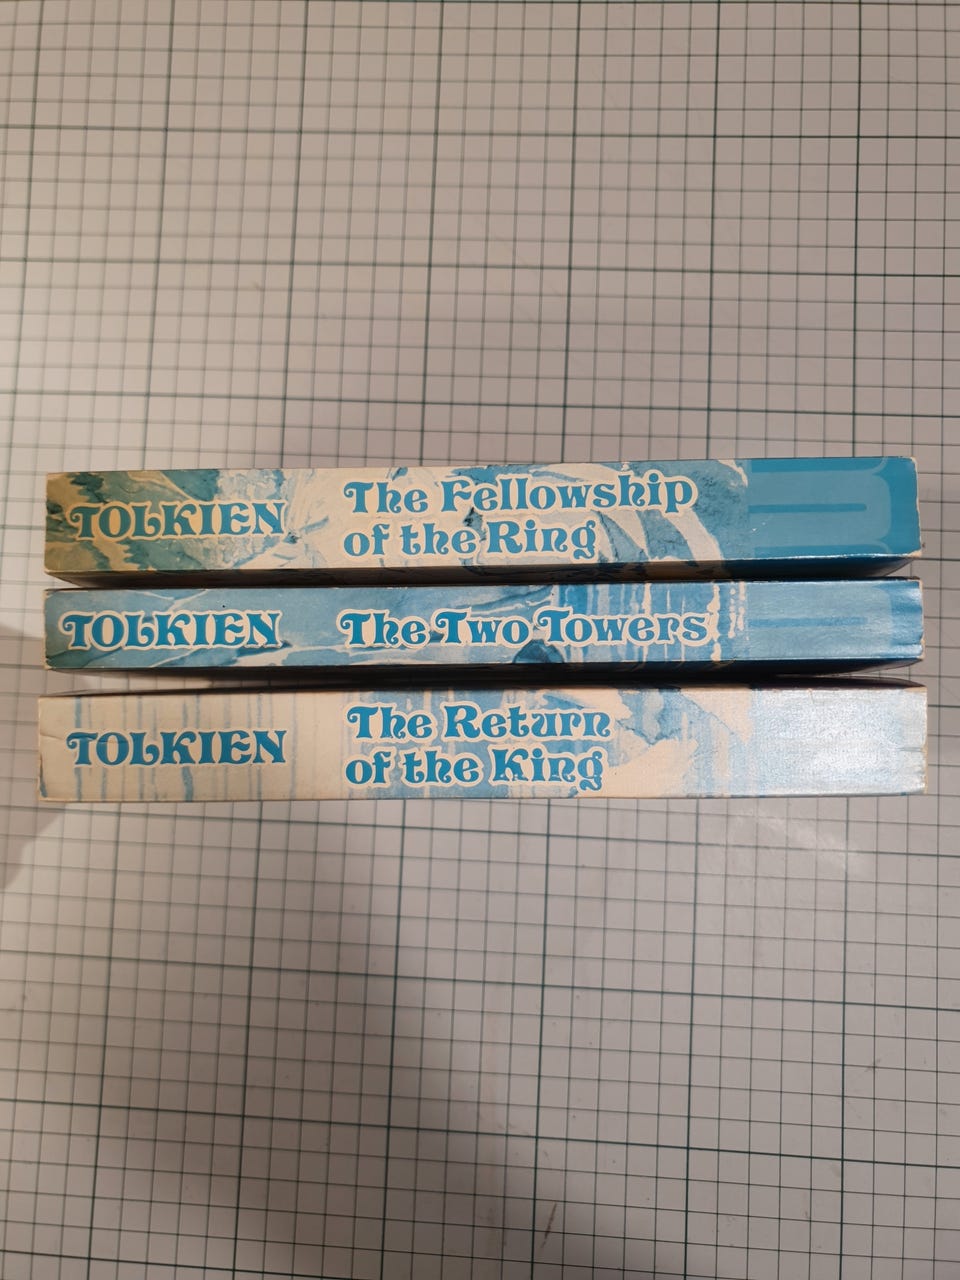 TOLKIEN
The Fellowship
of the Ring
TOLKIEN
The Two Towers
TOLKIEN
The Return
of the King